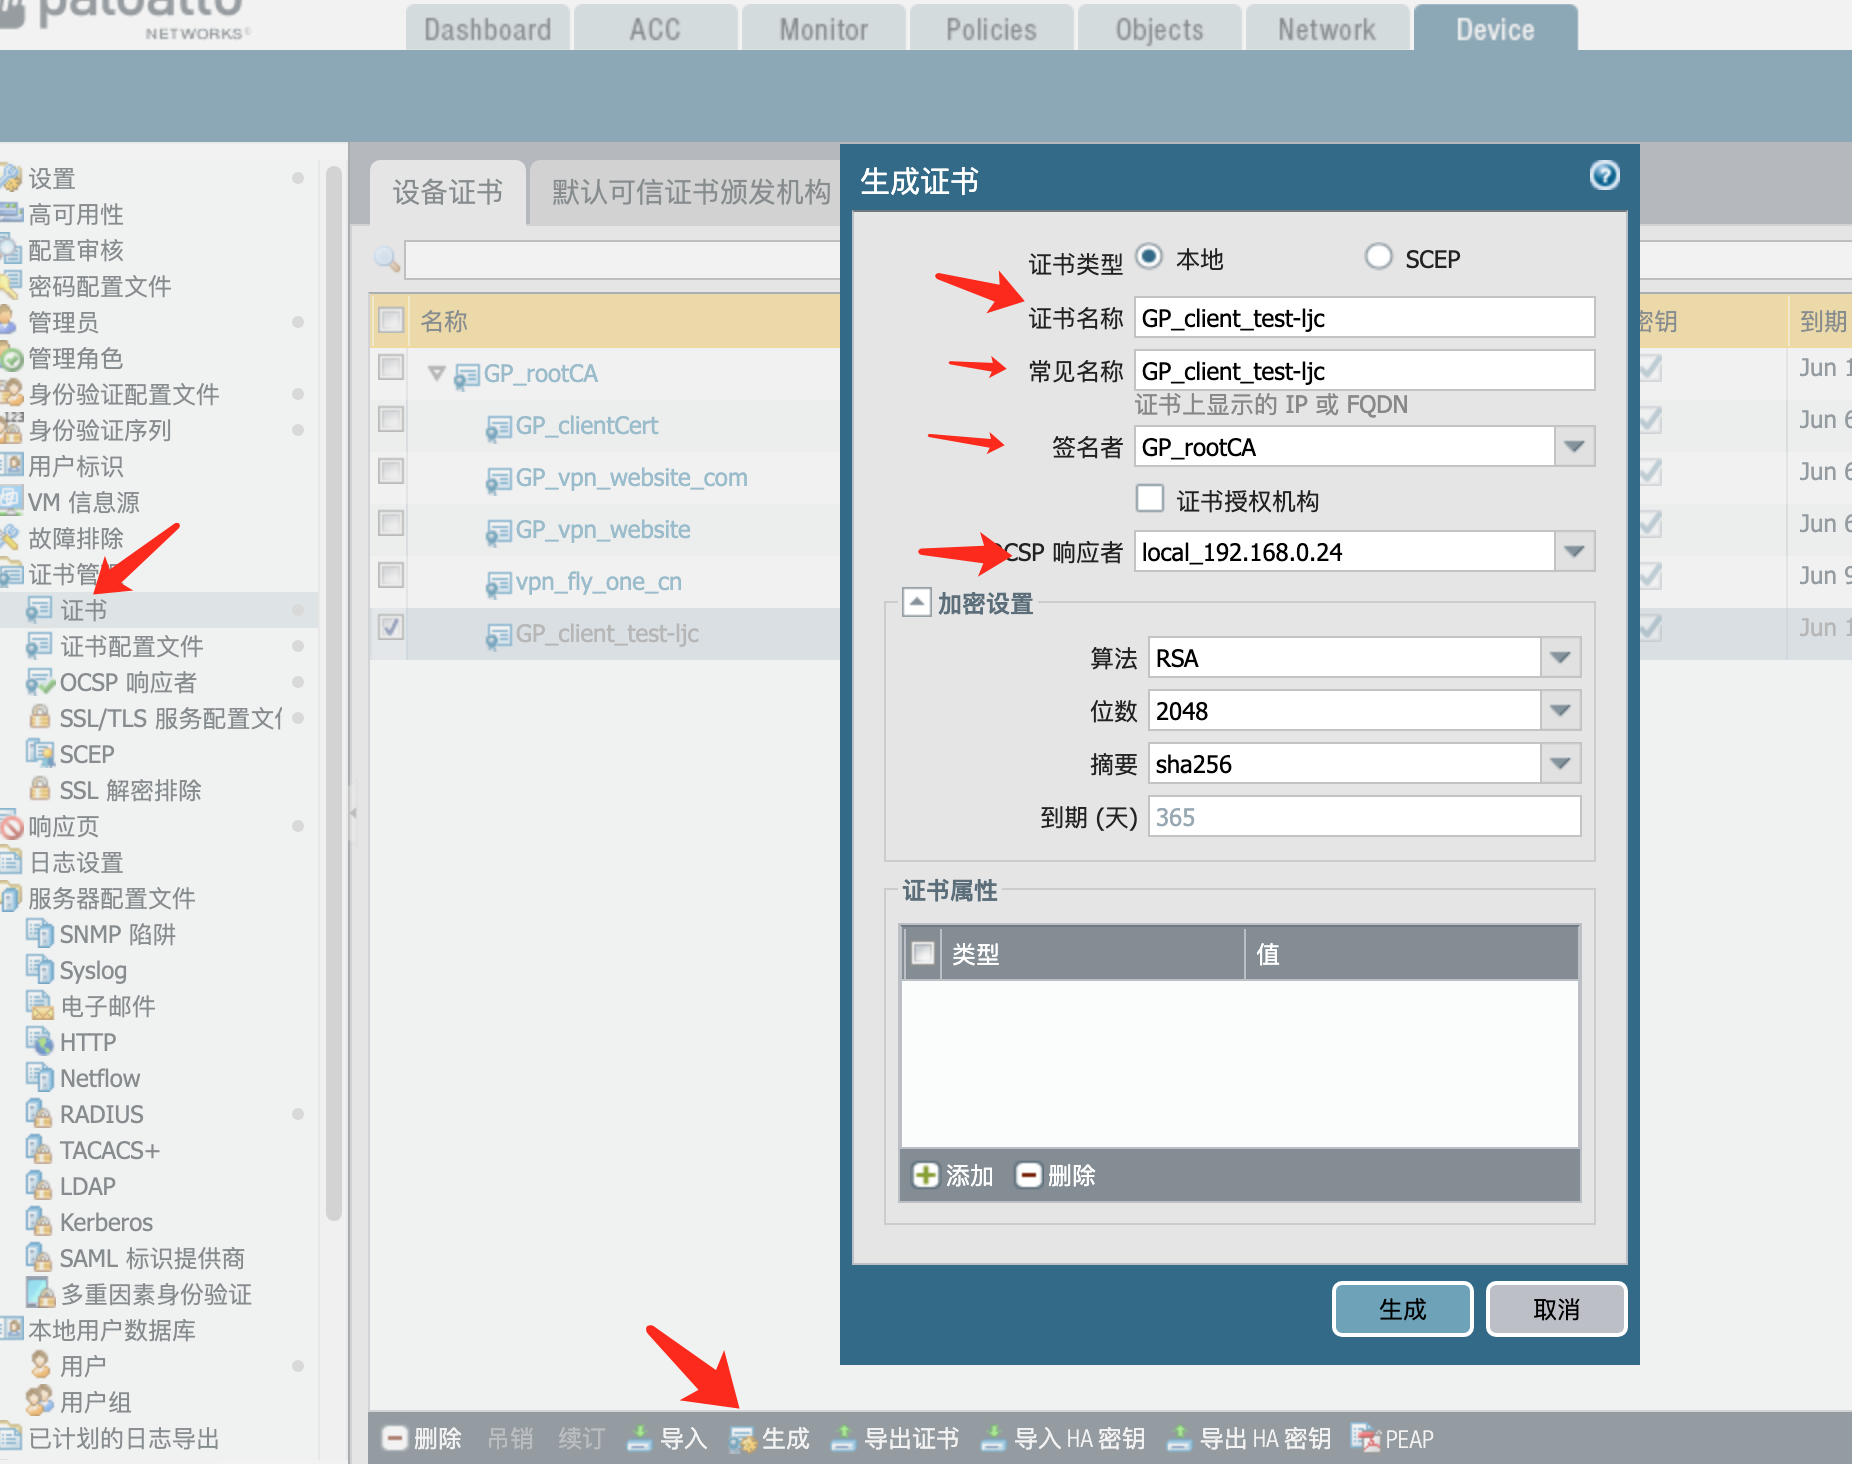 paloalto
NETWORKS
Dashboard
ACC
Monitor
Policies
Objects
Network
Device
设置
高可用性
配置审核
密码配置文件
管理员
管理角色
身份验证配置文件
身份验证序列
用户标识
VM 信息源
故障排除
证书管
证书
证书配置文件
OCSP 响应者
SSL/TLS 服务配置文
SCEP
SSL 解密排除
响应页
日志设置
服务器配置文件
SNMP 陷阱
Syslog
电子邮件
HTTP
Netflow
RADIUS
TACACS+
LDAP
Kerberos
SAML 标识提供商
多重因素身份验证
本地用户数据库
用户
用户组
已计划的日志导出
设备证书
默认可信证书颁发机构
名称
密钥
到期
GP_rootCA
Jun 1
GP_clientCert
Jun 6
GP_vpn_website_com
Jun 6
GP_vpn_website
Jun 6
vpn_fly_one_cn
Jun 9
GP_client_test-ljc
Jun 1
生成证书
证书类型
本地
SCEP
证书名称 GP_client_test-ljc
常见名称 GP_client_test-ljc
证书上显示的 IP 或 FQDN
签名者 GP_rootCA
证书授权机构
OCSP 响应者 local_192.168.0.24
加密设置
算法 RSA
位数 2048
摘要 sha256
到期 (天) 365
证书属性
类型
值
添加
删除
生成
取消
删除
吊销
续订
导入
生成
导出证书
导入 HA 密钥
导出 HA 密钥
PEAP